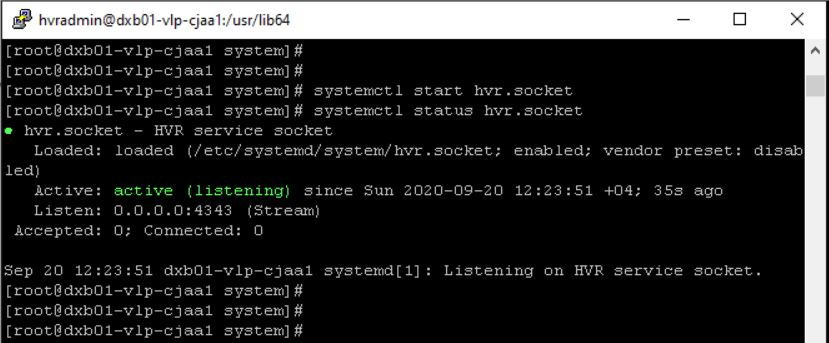 hvradmin@dxb01-vlp-cjaa1:/usr/lib64
[root@dxb01-vlp-cjaa1 system]#
[root@dxb01-vlp-cjaa1 system]#
[root@dxb01-vlp-cjaa1 system]# systemctl start hvr.socket
[root@dxb01-vlp-cjaa1 system]# systemctl status hvr.socket
● hvr.socket - HVR service socket
   Loaded: loaded (/etc/systemd/system/hvr.socket; enabled; vendor preset: disab
led)
   Active: active (listening) since Sun 2020-09-20 12:23:51 +04; 35s ago
   Listen: 0.0.0.0:4343 (Stream)
 Accepted: 0; Connected: 0
Sep 20 12:23:51 dxb01-vlp-cjaa1 systemd[1]: Listening on HVR service socket.
[root@dxb01-vlp-cjaa1 system]#
[root@dxb01-vlp-cjaa1 system]#
[root@dxb01-vlp-cjaa1 system]#